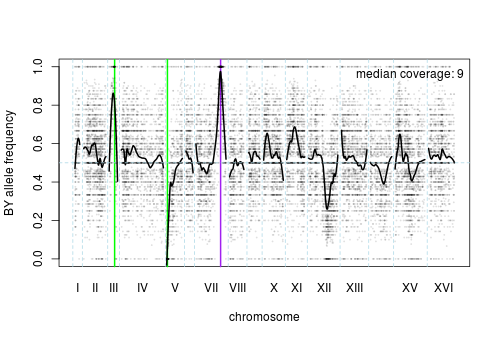 median coverage: 9
BY allele frequency
1.0
0.8
0.6
0.4
0.2
0.0
I II III IV V VII VIII X XI XII XIII XV XVI
chromosome